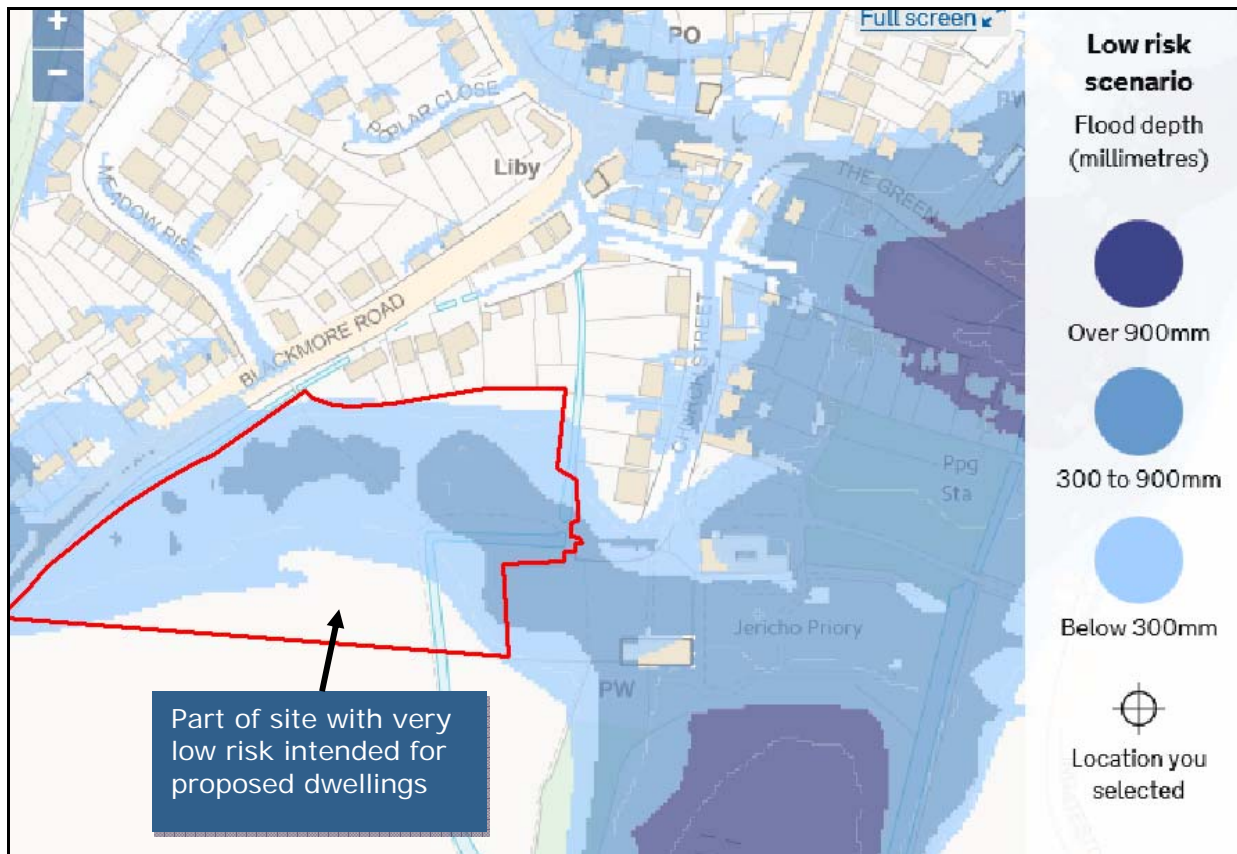 +
−
Full screen
PO
PW
POPLAR CLOSE
Liby
MEADOW RISE
THE GREEN
BLACKMORE ROAD
STREET
Ppg
Sta
Jericho Priory
PW
Part of site with very
low risk intended for
proposed dwellings
Low risk
scenario
Flood depth
(millimetres)
Over 900mm
300 to 900mm
Below 300mm
Location you
selected